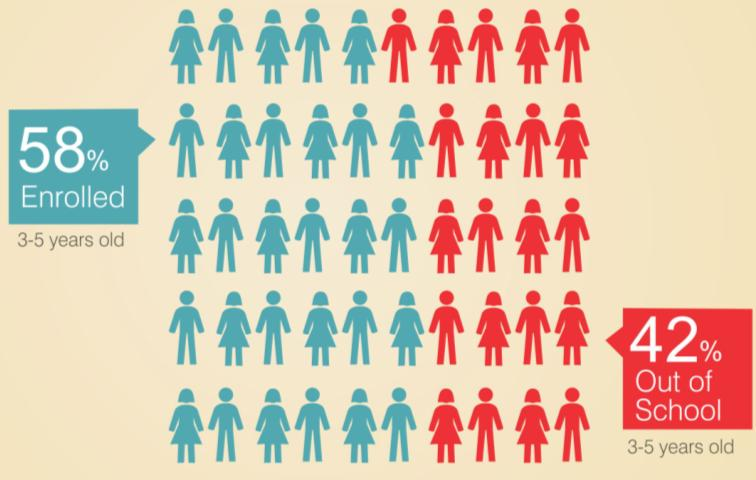 58%
Enrolled
3-5 years old
42%
Out of
School
3-5 years old